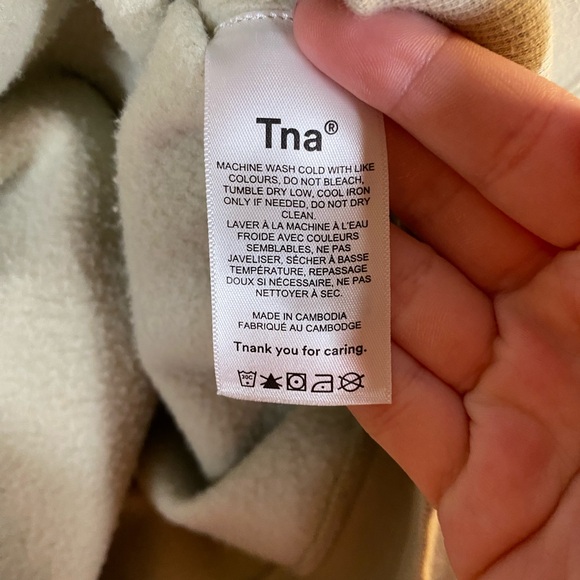 Tna®
MACHINE WASH COLD WITH LIKE
COLOURS, DO NOT BLEACH,
TUMBLE DRY LOW, COOL IRON
ONLY IF NEEDED, DO NOT DRY
CLEAN.
LAVER À LA MACHINE À L'EAU
FROIDE AVEC COULEURS
SEMBLABLES, NE PAS
JAVELISER, SÉCHER À BASSE
TEMPÉRATURE, REPASSAGE
DOUX SI NÉCESSAIRE, NE PAS
NETTOYER À SEC.
MADE IN CAMBODIA
FABRIQUÉ AU CAMBODGE
Tnank you for caring.
30C